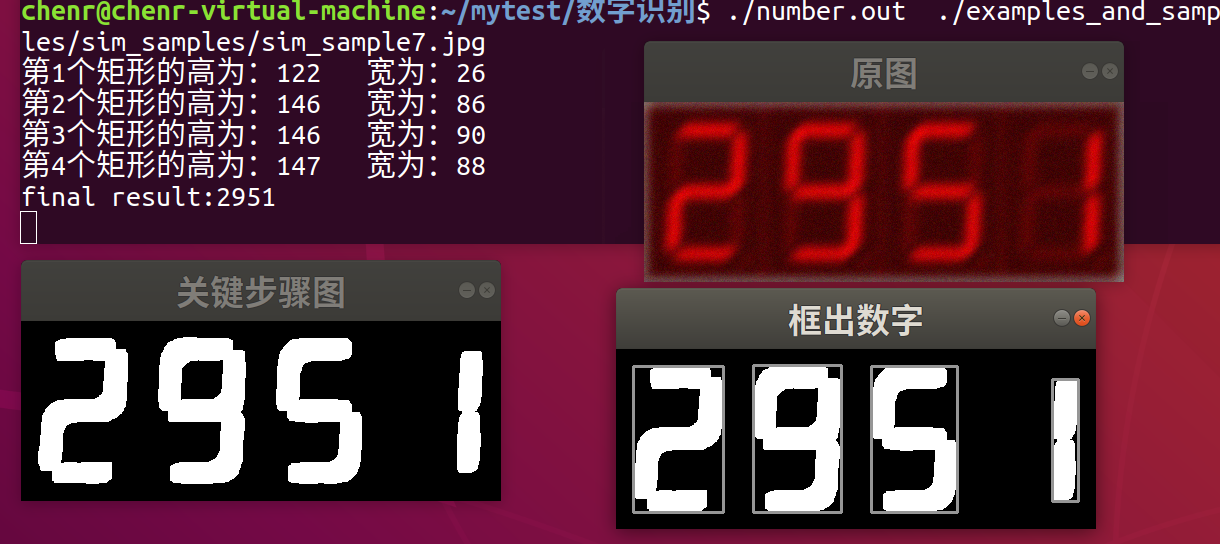 chenr@chenr-virtual-machine:~/mytest/数字识别$ ./number.out  ./examples_and_samp
les/sim_samples/sim_sample7.jpg
第1个矩形的高为：122   宽为：26
第2个矩形的高为：146   宽为：86
第3个矩形的高为：146   宽为：90
第4个矩形的高为：147   宽为：88
final result:2951
原图
2951
关键步骤图
2951
框出数字
2951